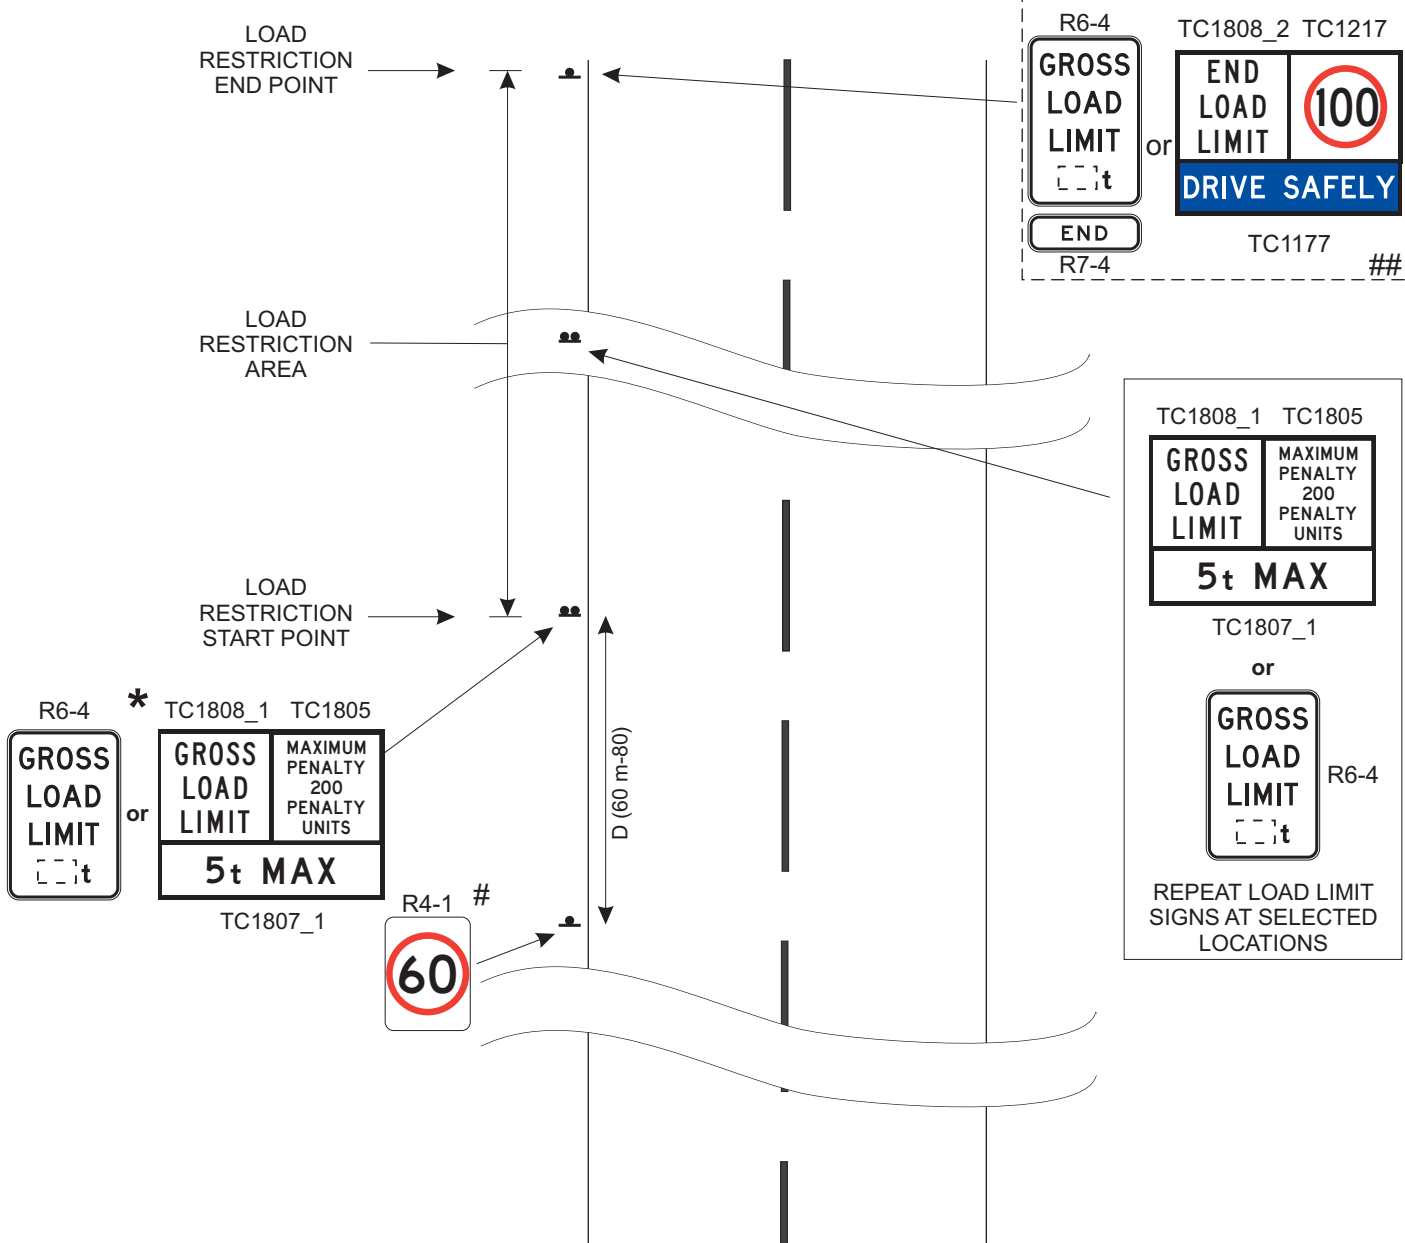 LOAD
RESTRICTION
END POINT
R6-4
GROSS
LOAD
LIMIT
t
END
R7-4
or
TC1808_2 TC1217
END
LOAD
LIMIT
100
DRIVE SAFELY
TC1177
##
LOAD
RESTRICTION
AREA
TC1808_1 TC1805
GROSS
LOAD
LIMIT
MAXIMUM
PENALTY
200
PENALTY
UNITS
5t MAX
TC1807_1
or
GROSS
LOAD
LIMIT
t
R6-4
REPEAT LOAD LIMIT
SIGNS AT SELECTED
LOCATIONS
LOAD
RESTRICTION
START POINT
R6-4
*
GROSS
LOAD
LIMIT
t
or
TC1808_1 TC1805
GROSS
LOAD
LIMIT
MAXIMUM
PENALTY
200
PENALTY
UNITS
5t MAX
TC1807_1
D (60 m-80)
R4-1 #
60